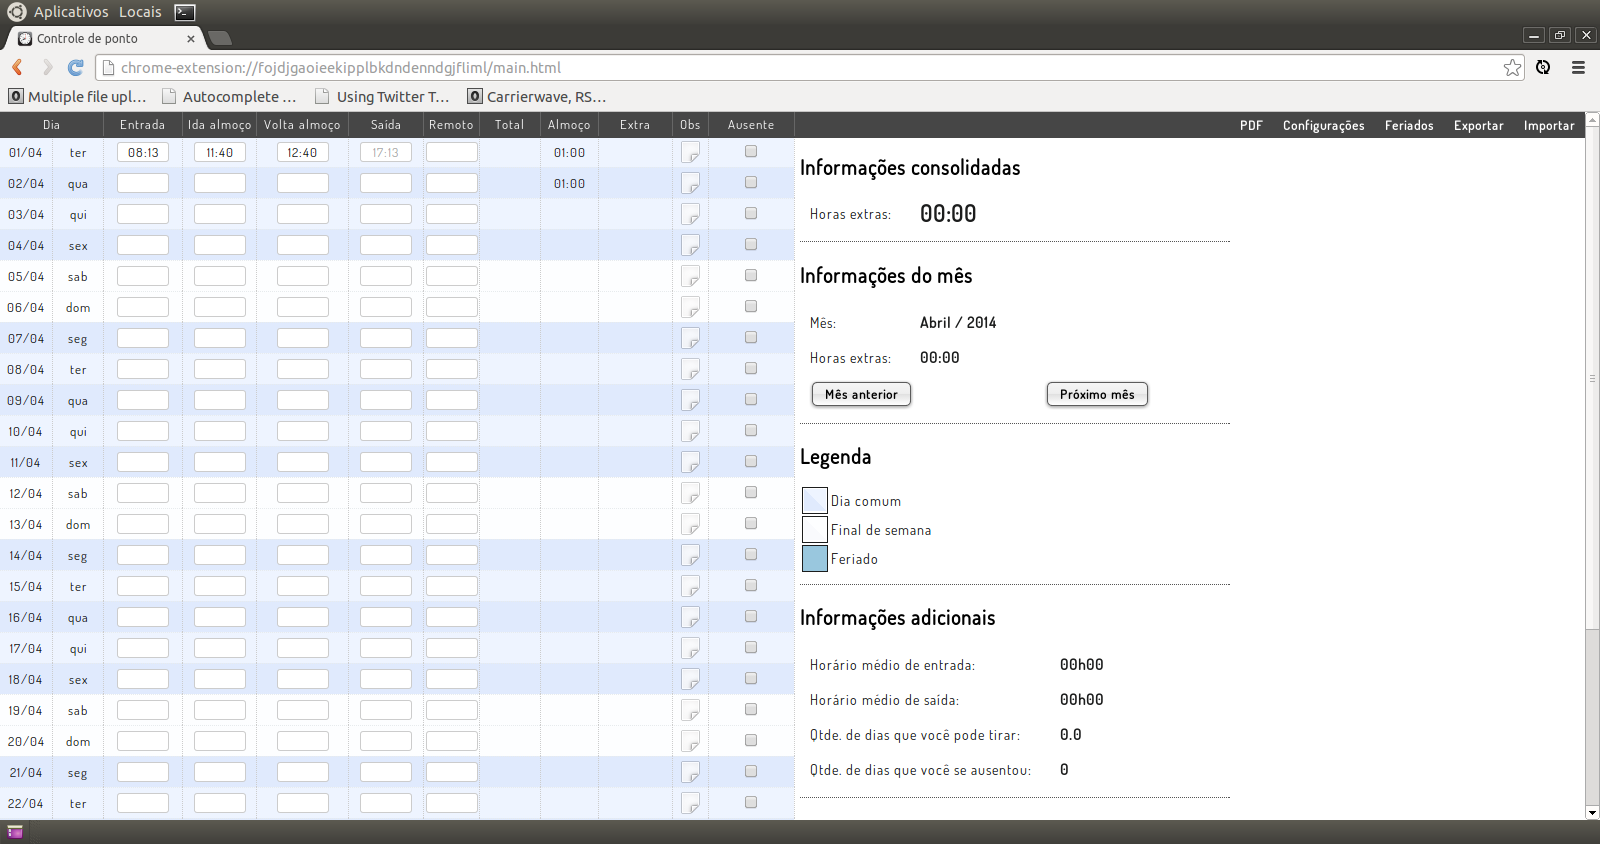 Aplicativos Locais
Controle de ponto
chrome-extension://fojdjgaoieekipplbkdndenndgjfliml/main.html
Multiple file upl... Autocomplete ... Using Twitter T... Carrierwave, RS...
Dia Entrada Ida almoço Volta almoço Saída Remoto Total Almoço Extra Obs Ausente PDF Configurações Feriados Exportar Importar
01/04 ter 08:13 11:40 12:40 17:13 01:00
02/04 qua 01:00
03/04 qui
04/04 sex
05/04 sab
06/04 dom
07/04 seg
08/04 ter
09/04 qua
10/04 qui
11/04 sex
12/04 sab
13/04 dom
14/04 seg
15/04 ter
16/04 qua
17/04 qui
18/04 sex
19/04 sab
20/04 dom
21/04 seg
22/04 ter
Informações consolidadas
Horas extras: 00:00
Informações do mês
Mês: Abril / 2014
Horas extras: 00:00
Mês anterior Próximo mês
Legenda
Dia comum
Final de semana
Feriado
Informações adicionais
Horário médio de entrada: 00h00
Horário médio de saída: 00h00
Qtde. de dias que você pode tirar: 0.0
Qtde. de dias que você se ausentou: 0